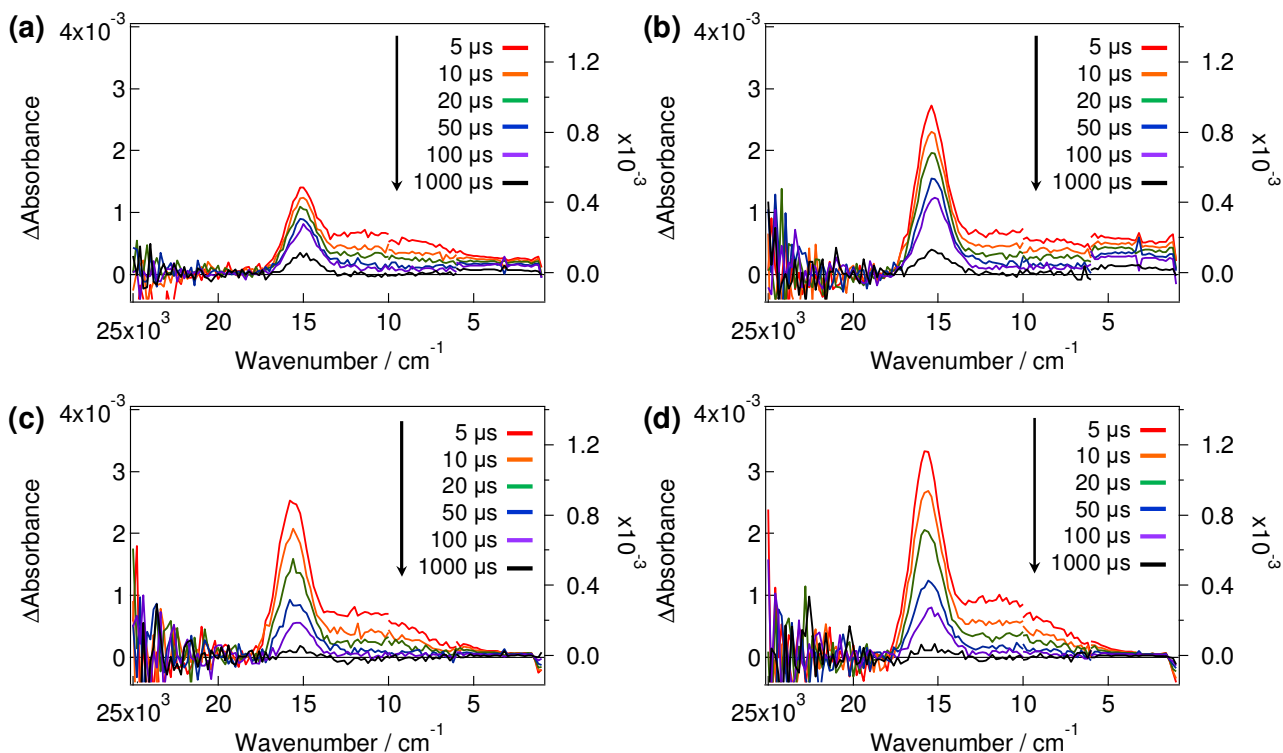 (a)
4x10-3
3
2
1
0
ΔAbsorbance
5 µs
10 µs
20 µs
50 µs
100 µs
1000 µs
1.2
0.8
0.4
0.0
x10-3
25x10³
20
15
10
5
Wavenumber / cm-1
(b)
4x10-3
3
2
1
0
ΔAbsorbance
5 µs
10 µs
20 µs
50 µs
100 µs
1000 µs
1.2
0.8
0.4
0.0
x10-3
25x10³
20
15
10
5
Wavenumber / cm-1
(c)
4x10-3
3
2
1
0
ΔAbsorbance
5 µs
10 µs
20 µs
50 µs
100 µs
1000 µs
1.2
0.8
0.4
0.0
x10-3
25x10³
20
15
10
5
Wavenumber / cm-1
(d)
4x10-3
3
2
1
0
ΔAbsorbance
5 µs
10 µs
20 µs
50 µs
100 µs
1000 µs
1.2
0.8
0.4
0.0
x10-3
25x10³
20
15
10
5
Wavenumber / cm-1